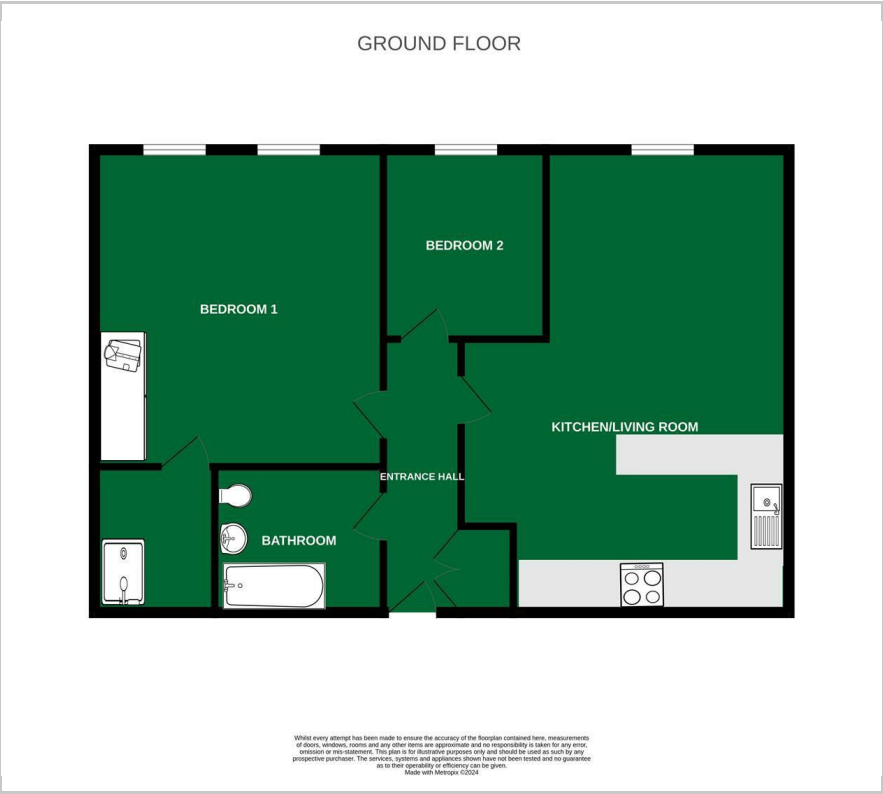 GROUND FLOOR
BEDROOM 2
BEDROOM 1
KITCHEN/LIVING ROOM
ENTRANCE HALL
BATHROOM
Whilst every attempt has been made to ensure the accuracy of the floorplan contained here, measurements
of doors, windows, rooms and any other items are approximate and no responsibility is taken for any error,
omission or mis-statement. This plan is for illustrative purposes only and should be used as such by any
prospective purchaser. The services, systems and appliances shown have not been tested and no guarantee
as to their operability or efficiency can be given.
Made with Metropix ©2024